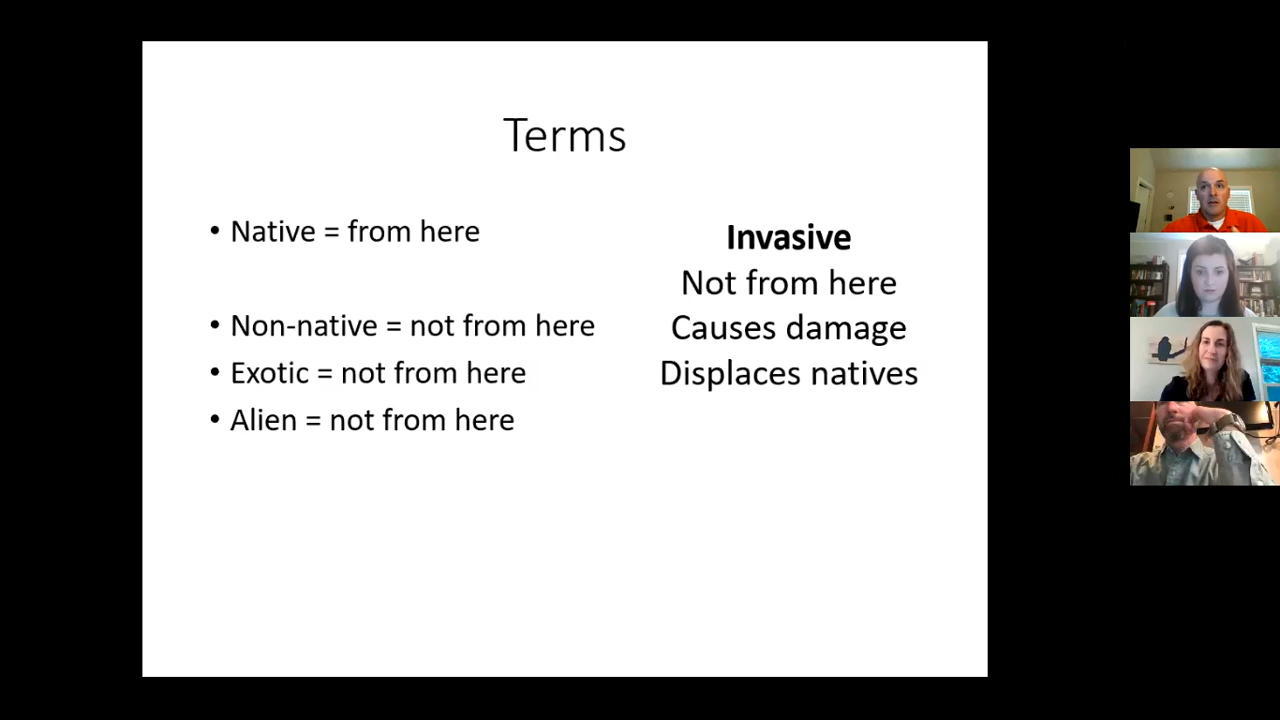 Terms
• Native = from here
• Non-native = not from here
• Exotic = not from here
• Alien = not from here
Invasive
Not from here
Causes damage
Displaces natives